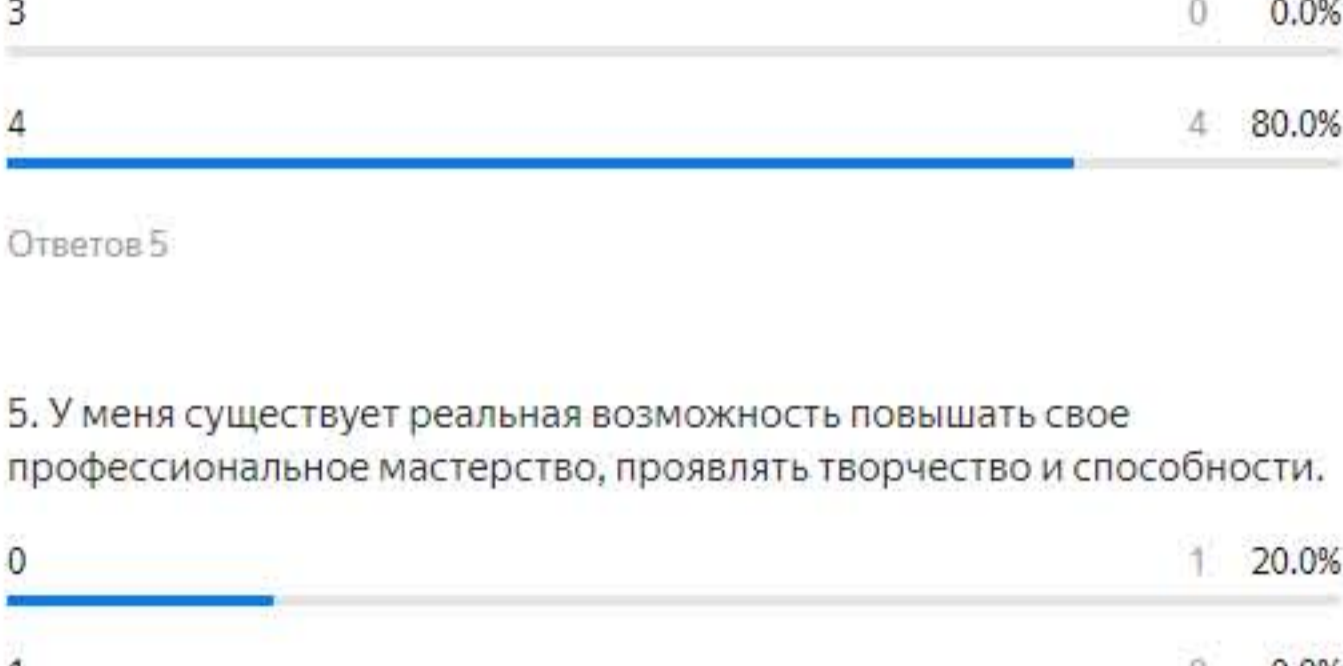 3 0 0.0%
4 4 80.0%
Ответов 5
5. У меня существует реальная возможность повышать свое
профессиональное мастерство, проявлять творчество и способности.
0 1 20.0%